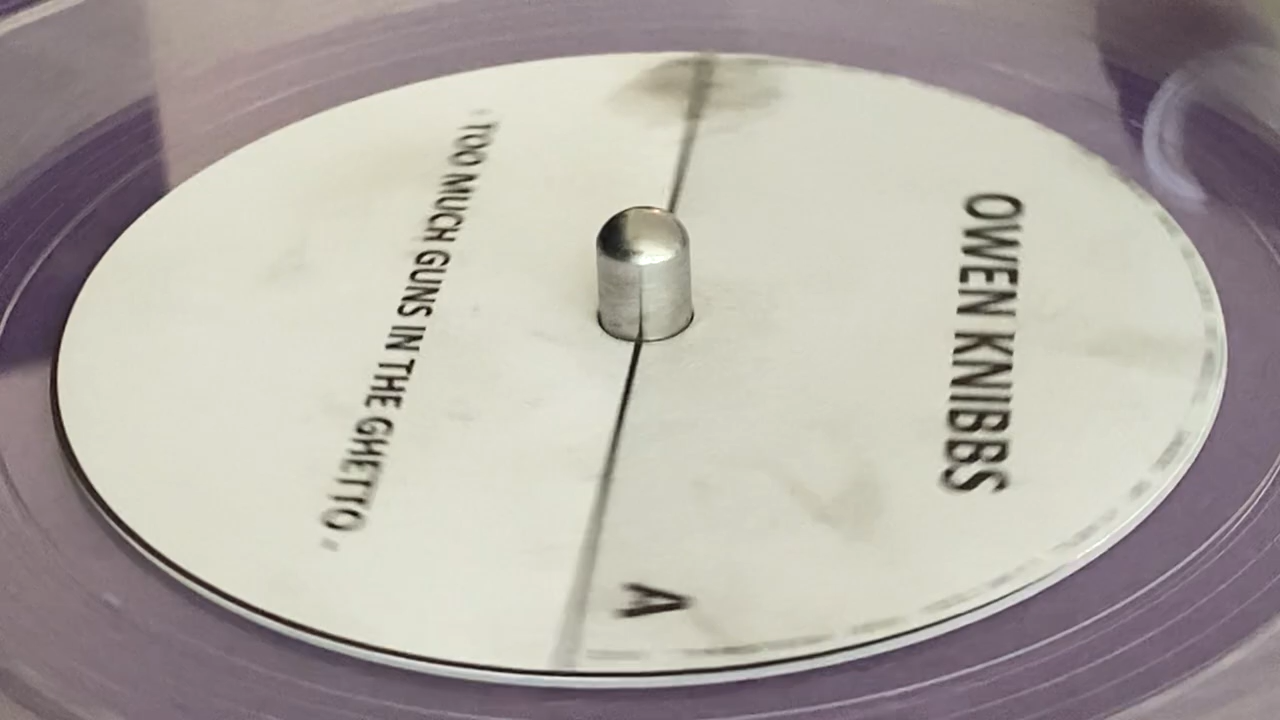 OWEN KNIBBS
A
"TOO MUCH GUNS IN THE GHETTO"